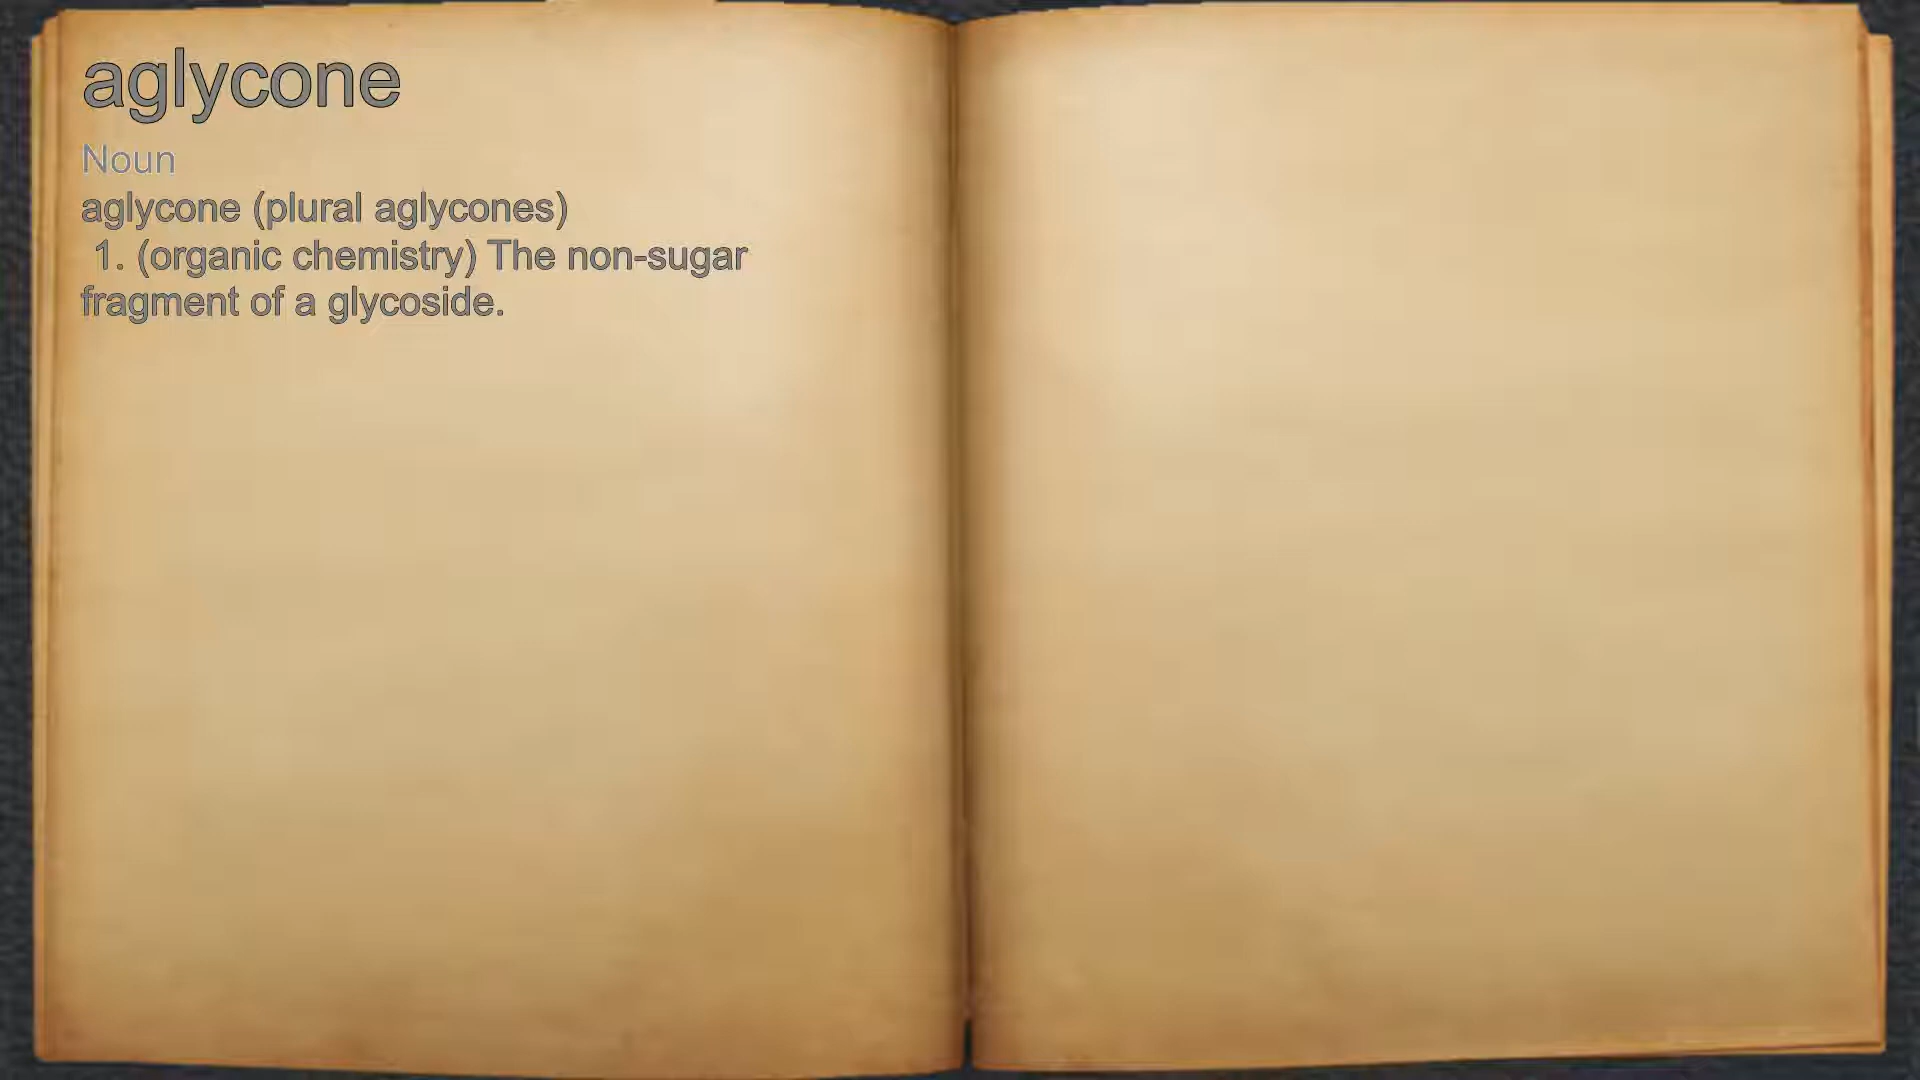 aglycone
Noun
aglycone (plural aglycones)
1. (organic chemistry) The non-sugar
fragment of a glycoside.